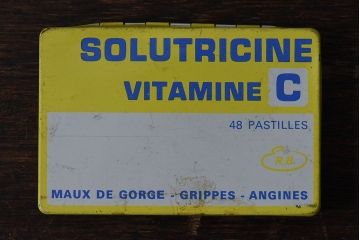 SOLUTRICINE
VITAMINE C
48 PASTILLES
R.B.
MAUX DE GORGE - GRIPPES - ANGINES